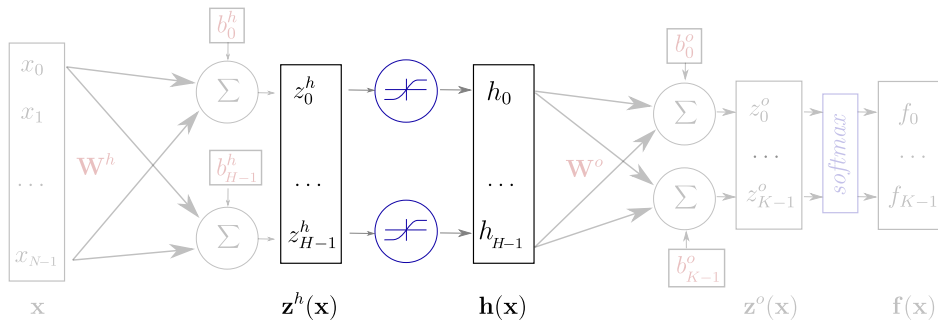 b_0^h
b_0^o
x_0
Σ
z_0^h
h_0
Σ
z_0^o
f_0
x_1
W^h
b_{H-1}^h
W^o
softmax
...
...
...
...
...
x_{N-1}
Σ
z_{H-1}^h
h_{H-1}
Σ
z_{K-1}^o
f_{K-1}
b_{K-1}^o
x
z^h(x)
h(x)
z^o(x)
f(x)